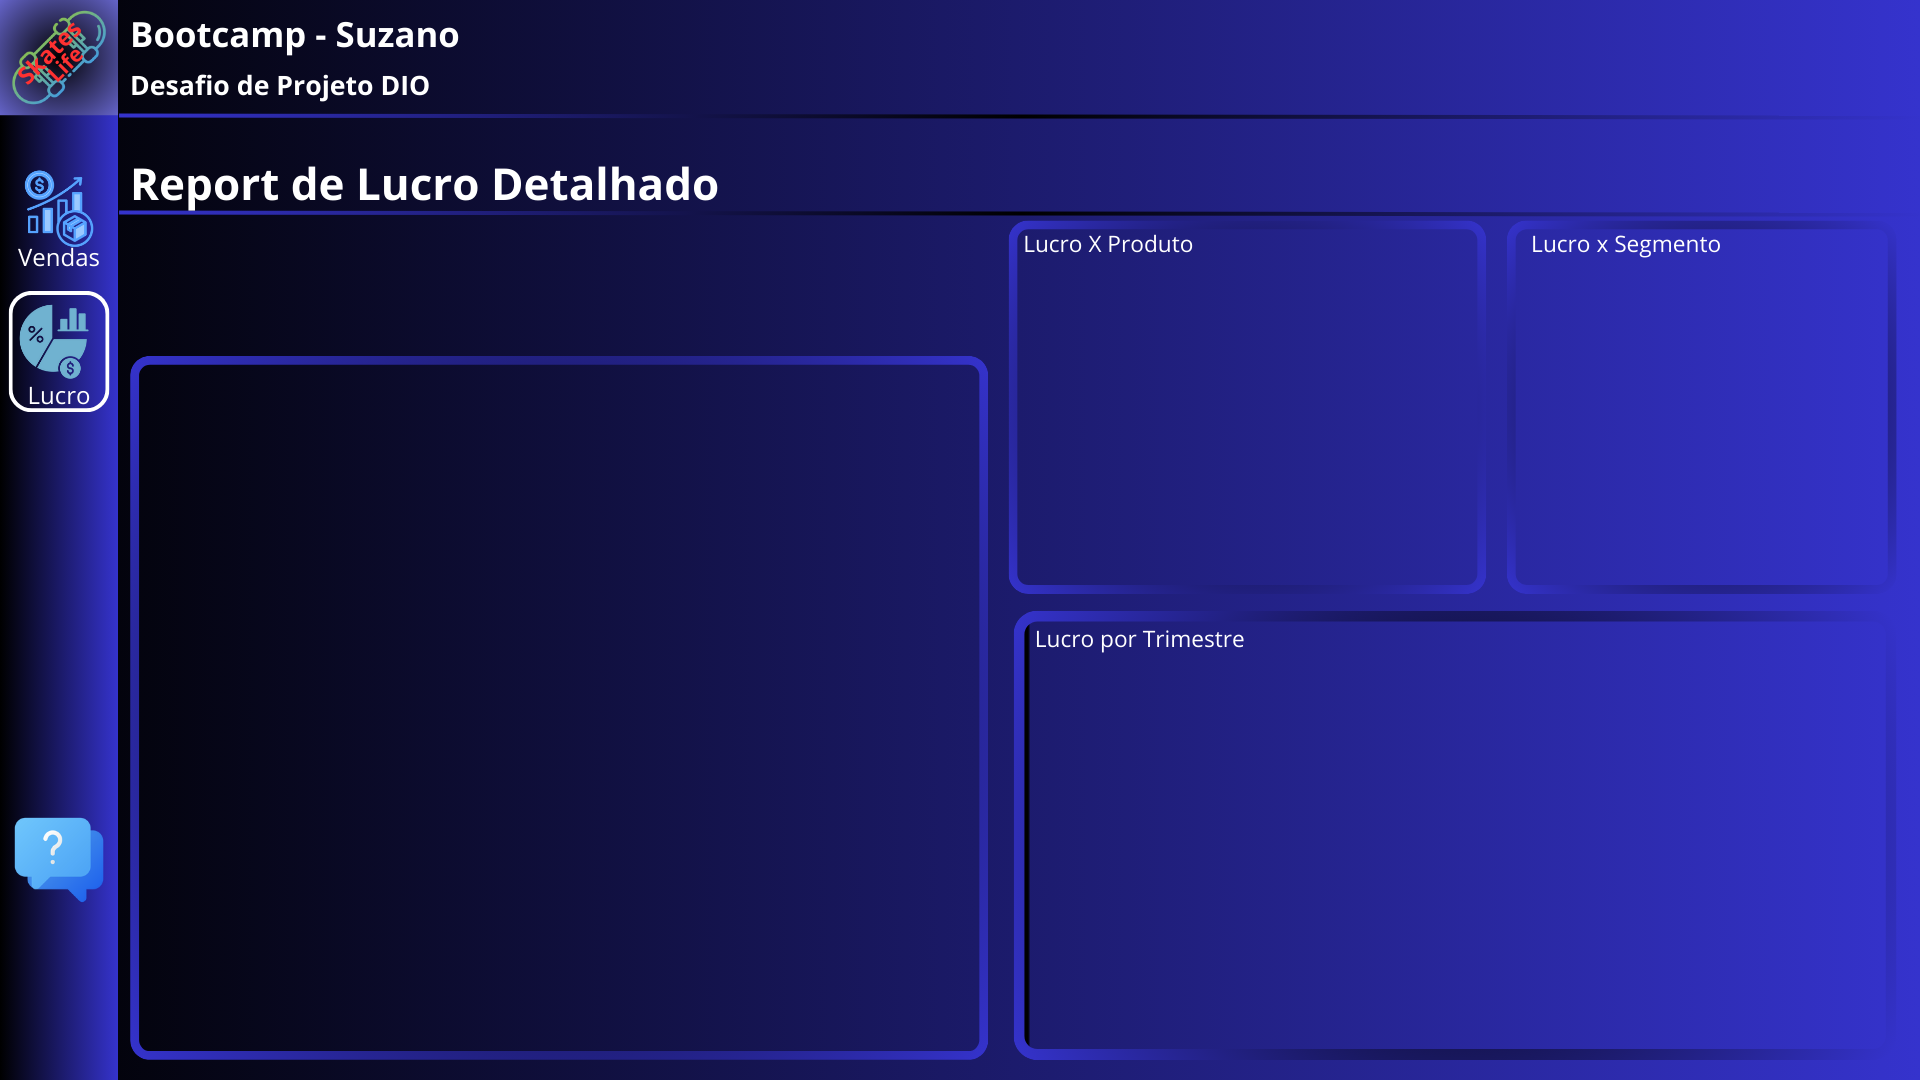 Skates
Life
Bootcamp - Suzano
Desafio de Projeto DIO
Report de Lucro Detalhado
Vendas
%
$
Lucro
?
Lucro X Produto
Lucro x Segmento
Lucro por Trimestre